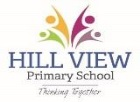 HILL VIEW
Primary School
Thinking Together